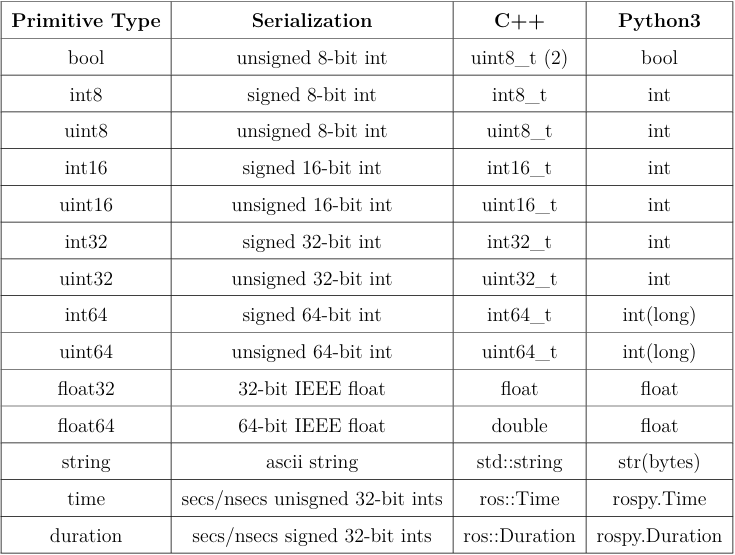 Primitive Type Serialization C++ Python3
bool unsigned 8-bit int uint8_t (2) bool
int8 signed 8-bit int int8_t int
uint8 unsigned 8-bit int uint8_t int
int16 signed 16-bit int int16_t int
uint16 unsigned 16-bit int uint16_t int
int32 signed 32-bit int int32_t int
uint32 unsigned 32-bit int uint32_t int
int64 signed 64-bit int int64_t int(long)
uint64 unsigned 64-bit int uint64_t int(long)
float32 32-bit IEEE float float float
float64 64-bit IEEE float double float
string ascii string std::string str(bytes)
time secs/nsecs unisgned 32-bit ints ros::Time rospy.Time
duration secs/nsecs signed 32-bit ints ros::Duration rospy.Duration